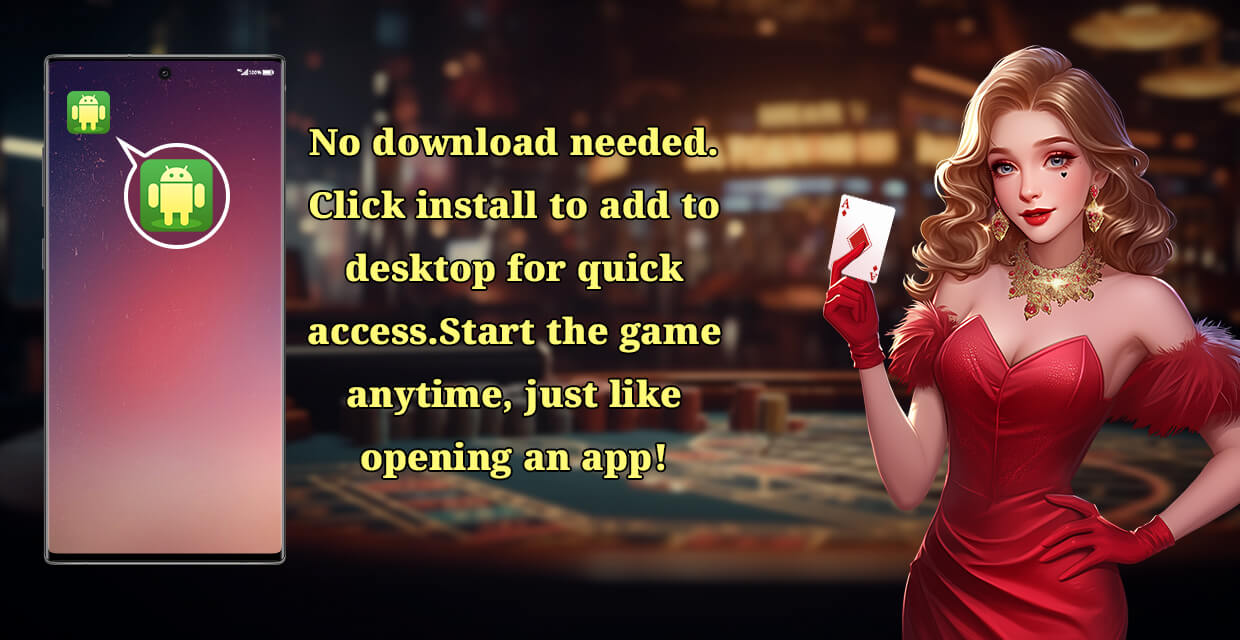 100%
No download needed.
Click install to add to
desktop for quick
access.Start the game
anytime, just like
opening an app!
A
A